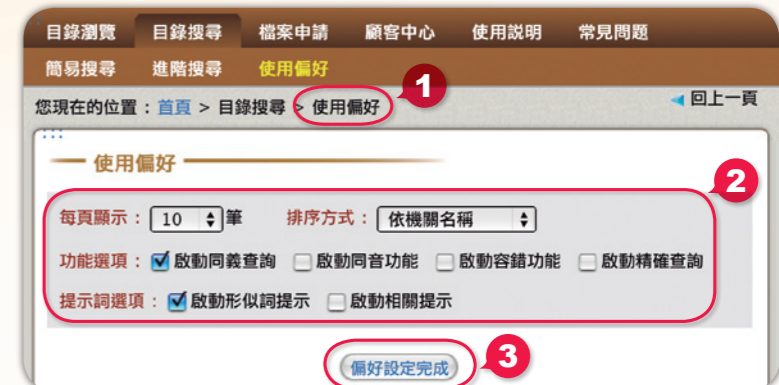 目錄瀏覽 目錄搜尋 檔案申請 顧客中心 使用說明 常見問題
簡易搜尋 進階搜尋 使用偏好
1
您現在的位置：首頁 > 目錄搜尋 > 使用偏好 回上一頁
使用偏好
2
每頁顯示：10 筆 排序方式：依機關名稱
功能選項：啟動同義查詢 啟動同音功能 啟動容錯功能 啟動精確查詢
提示詞選項：啟動形似詞提示 啟動相關提示
偏好設定完成 3